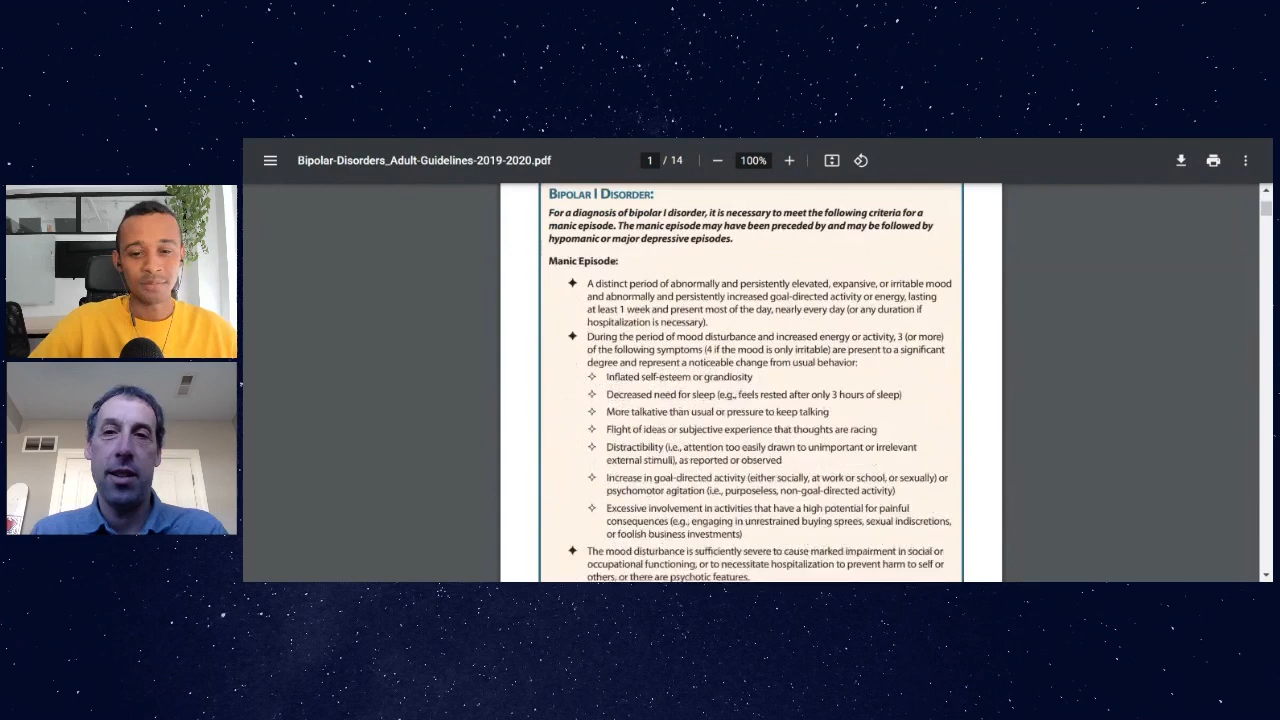 Bipolar-Disorders_Adult-Guidelines-2019-2020.pdf
1 / 14
100%
BIPOLAR I DISORDER:
For a diagnosis of bipolar I disorder, it is necessary to meet the following criteria for a
manic episode. The manic episode may have been preceded by and may be followed by
hypomanic or major depressive episodes.
Manic Episode:
A distinct period of abnormally and persistently elevated, expansive, or irritable mood
and abnormally and persistently increased goal-directed activity or energy, lasting
at least 1 week and present most of the day, nearly every day (or any duration if
hospitalization is necessary).
During the period of mood disturbance and increased energy or activity, 3 (or more)
of the following symptoms (4 if the mood is only irritable) are present to a significant
degree and represent a noticeable change from usual behavior:
Inflated self-esteem or grandiosity
Decreased need for sleep (e.g., feels rested after only 3 hours of sleep)
More talkative than usual or pressure to keep talking
Flight of ideas or subjective experience that thoughts are racing
Distractibility (i.e., attention too easily drawn to unimportant or irrelevant
external stimuli), as reported or observed
Increase in goal-directed activity (either socially, at work or school, or sexually) or
psychomotor agitation (i.e., purposeless, non-goal-directed activity)
Excessive involvement in activities that have a high potential for painful
consequences (e.g., engaging in unrestrained buying sprees, sexual indiscretions,
or foolish business investments)
The mood disturbance is sufficiently severe to cause marked impairment in social or
occupational functioning, or to necessitate hospitalization to prevent harm to self or
others, or there are psychotic features.